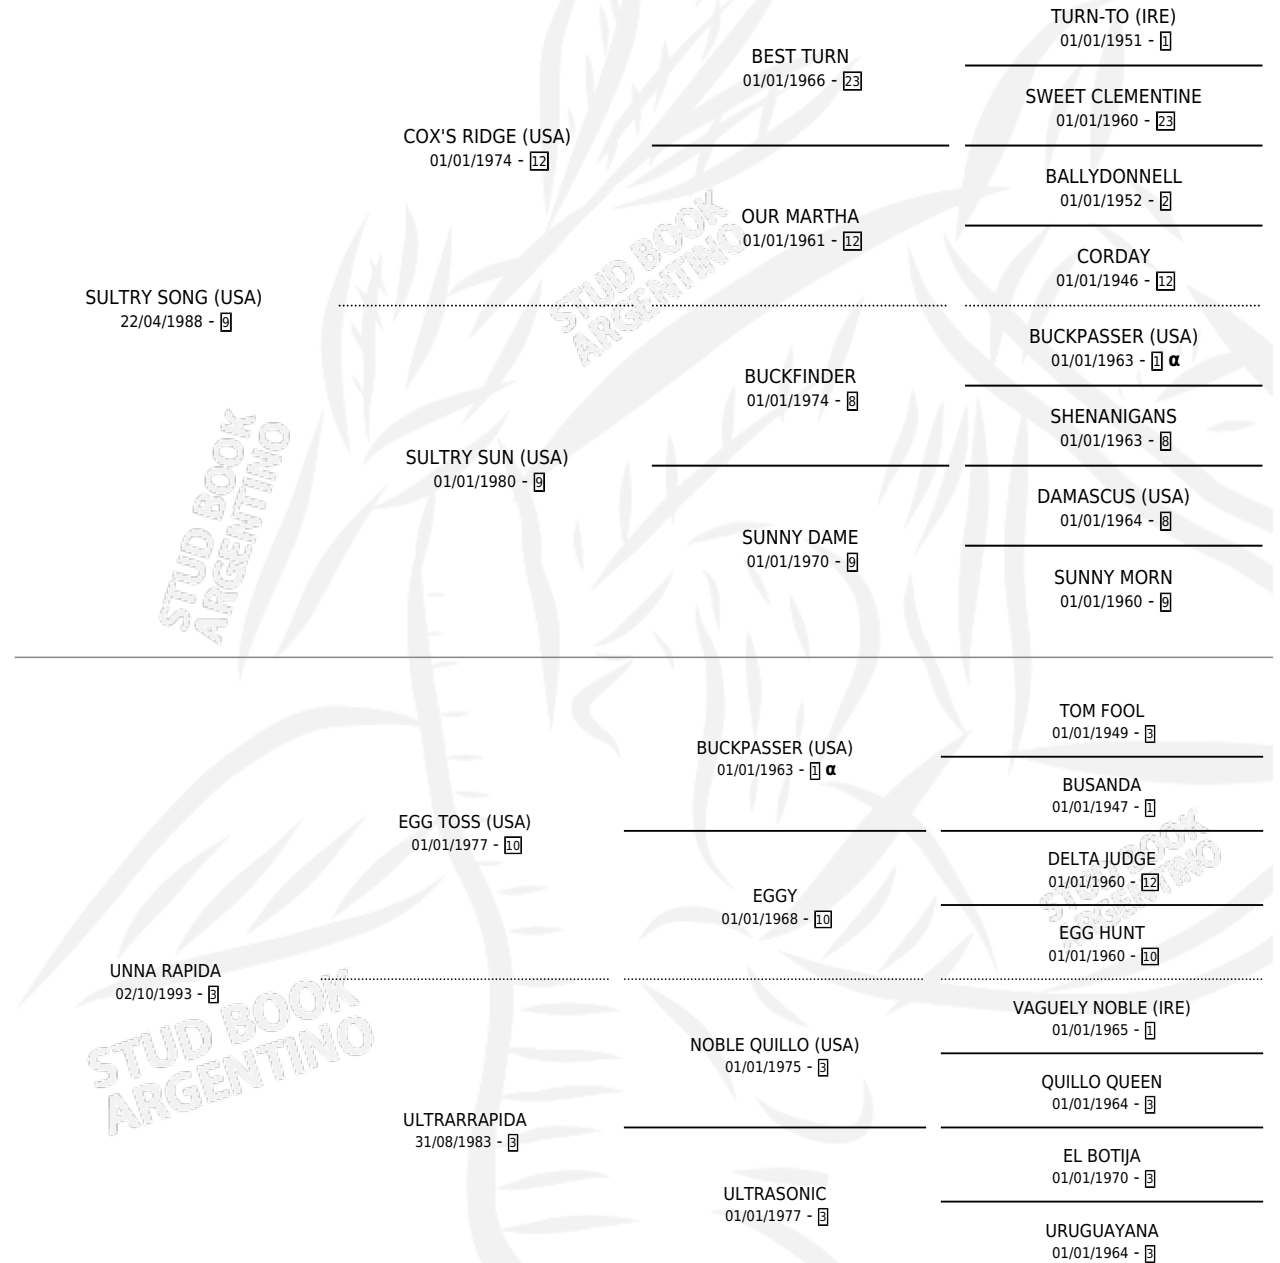 TURN-TO (IRE)
01/01/1951 - 1
BEST TURN
01/01/1966 - 23
SWEET CLEMENTINE
01/01/1960 - 23
COX'S RIDGE (USA)
01/01/1974 - 12
BALLYDONNELL
01/01/1952 - 2
OUR MARTHA
01/01/1961 - 12
CORDAY
01/01/1946 - 12
SULTRY SONG (USA)
22/04/1988 - 9
BUCKPASSER (USA)
01/01/1963 - 1 α
BUCKFINDER
01/01/1974 - 8
SHENANIGANS
01/01/1963 - 8
SULTRY SUN (USA)
01/01/1980 - 9
DAMASCUS (USA)
01/01/1964 - 8
SUNNY DAME
01/01/1970 - 9
SUNNY MORN
01/01/1960 - 9
STUD BOOK
ARGENTINO
STUD BOOK
ARGENTINO
TOM FOOL
01/01/1949 - 3
BUCKPASSER (USA)
01/01/1963 - 1 α
BUSANDA
01/01/1947 - 1
EGG TOSS (USA)
01/01/1977 - 10
DELTA JUDGE
01/01/1960 - 12
EGGY
01/01/1968 - 10
EGG HUNT
01/01/1960 - 10
UNNA RAPIDA
02/10/1993 - 3
VAGUELY NOBLE (IRE)
01/01/1965 - 1
NOBLE QUILLO (USA)
01/01/1975 - 3
QUILLO QUEEN
01/01/1964 - 3
ULTRARRAPIDA
31/08/1983 - 3
EL BOTIJA
01/01/1970 - 3
ULTRASONIC
01/01/1977 - 3
URUGUAYANA
01/01/1964 - 3
STUD BOOK
ARGENTINO
STUD BOOK
ARGENTINO